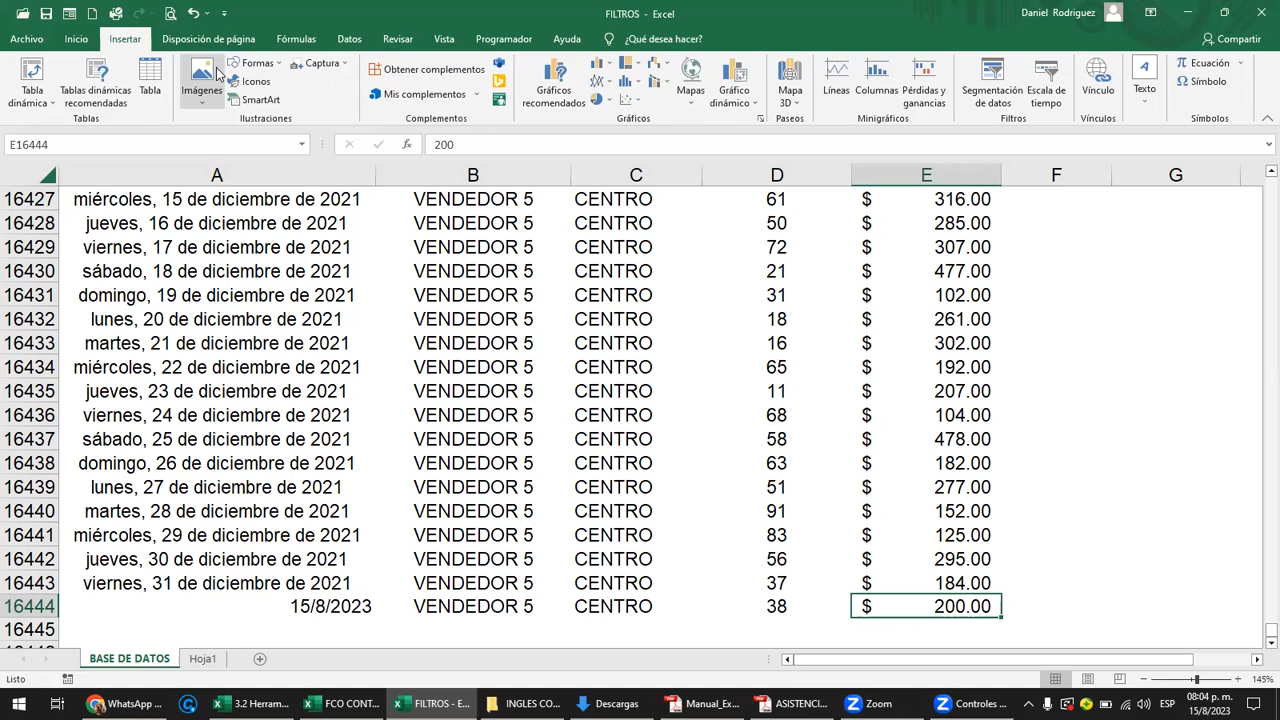 FILTROS - Excel
Daniel Rodriguez
Archivo Inicio Insertar Disposición de página Fórmulas Datos Revisar Vista Programador Ayuda ¿Qué desea hacer? Compartir
Tabla dinámica
Tablas dinámicas recomendadas
Tabla
Imágenes
Formas
Iconos
SmartArt
Captura
Obtener complementos
Mis complementos
Gráficos recomendados
Mapas
Gráfico dinámico
Mapa 3D
Líneas
Columnas
Pérdidas y ganancias
Segmentación de datos
Escala de tiempo
Vínculo
Texto
Ecuación
Símbolo
Tablas Ilustraciones Complementos Gráficos Paseos Minigráficos Filtros Vínculos Símbolos
E16444 fx 200
A B C D E F G
16427 miércoles, 15 de diciembre de 2021 VENDEDOR 5 CENTRO 61 $ 316.00
16428 jueves, 16 de diciembre de 2021 VENDEDOR 5 CENTRO 50 $ 285.00
16429 viernes, 17 de diciembre de 2021 VENDEDOR 5 CENTRO 72 $ 307.00
16430 sábado, 18 de diciembre de 2021 VENDEDOR 5 CENTRO 21 $ 477.00
16431 domingo, 19 de diciembre de 2021 VENDEDOR 5 CENTRO 31 $ 102.00
16432 lunes, 20 de diciembre de 2021 VENDEDOR 5 CENTRO 18 $ 261.00
16433 martes, 21 de diciembre de 2021 VENDEDOR 5 CENTRO 16 $ 302.00
16434 miércoles, 22 de diciembre de 2021 VENDEDOR 5 CENTRO 65 $ 192.00
16435 jueves, 23 de diciembre de 2021 VENDEDOR 5 CENTRO 11 $ 207.00
16436 viernes, 24 de diciembre de 2021 VENDEDOR 5 CENTRO 68 $ 104.00
16437 sábado, 25 de diciembre de 2021 VENDEDOR 5 CENTRO 58 $ 478.00
16438 domingo, 26 de diciembre de 2021 VENDEDOR 5 CENTRO 63 $ 182.00
16439 lunes, 27 de diciembre de 2021 VENDEDOR 5 CENTRO 51 $ 277.00
16440 martes, 28 de diciembre de 2021 VENDEDOR 5 CENTRO 91 $ 152.00
16441 miércoles, 29 de diciembre de 2021 VENDEDOR 5 CENTRO 83 $ 125.00
16442 jueves, 30 de diciembre de 2021 VENDEDOR 5 CENTRO 56 $ 295.00
16443 viernes, 31 de diciembre de 2021 VENDEDOR 5 CENTRO 37 $ 184.00
16444 15/8/2023 VENDEDOR 5 CENTRO 38 $ 200.00
16445
BASE DE DATOS Hoja1
Listo 145%
WhatsApp ... 3.2 Herram... FCO CONT... FILTROS - E... INGLES CO... Descargas Manual_Ex... ASISTENCI... Zoom Controles ... ESP 08:04 p. m.
15/8/2023